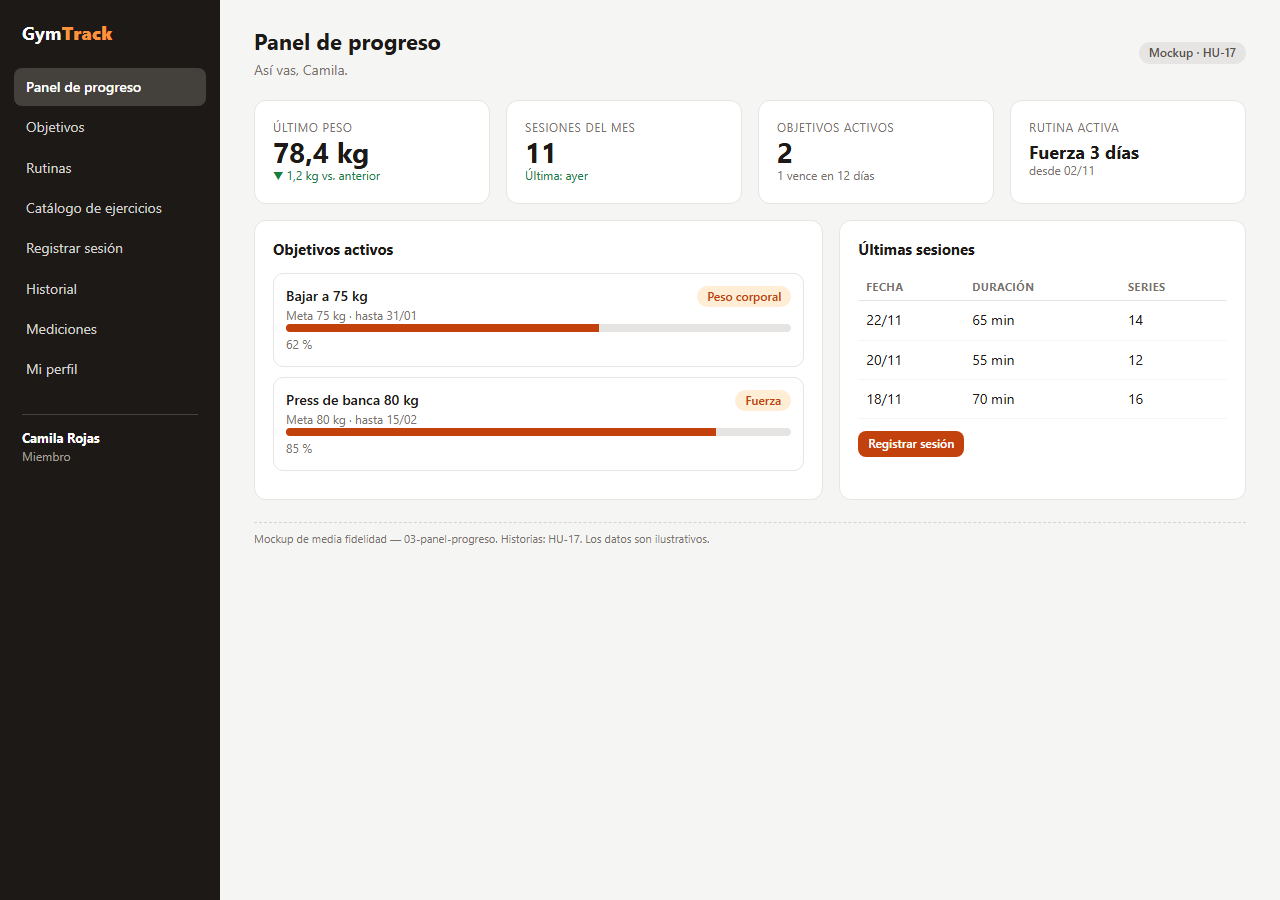 GymTrack
Panel de progreso
Objetivos
Rutinas
Catálogo de ejercicios
Registrar sesión
Historial
Mediciones
Mi perfil
Camila Rojas
Miembro
Panel de progreso
Así vas, Camila.
Mockup · HU-17
ÚLTIMO PESO
78,4 kg
▼ 1,2 kg vs. anterior
SESIONES DEL MES
11
Última: ayer
OBJETIVOS ACTIVOS
2
1 vence en 12 días
RUTINA ACTIVA
Fuerza 3 días
desde 02/11
Objetivos activos
Bajar a 75 kg
Peso corporal
Meta 75 kg · hasta 31/01
62 %
Press de banca 80 kg
Fuerza
Meta 80 kg · hasta 15/02
85 %
Últimas sesiones
FECHA DURACIÓN SERIES
22/11 65 min 14
20/11 55 min 12
18/11 70 min 16
Registrar sesión
Mockup de media fidelidad — 03-panel-progreso. Historias: HU-17. Los datos son ilustrativos.